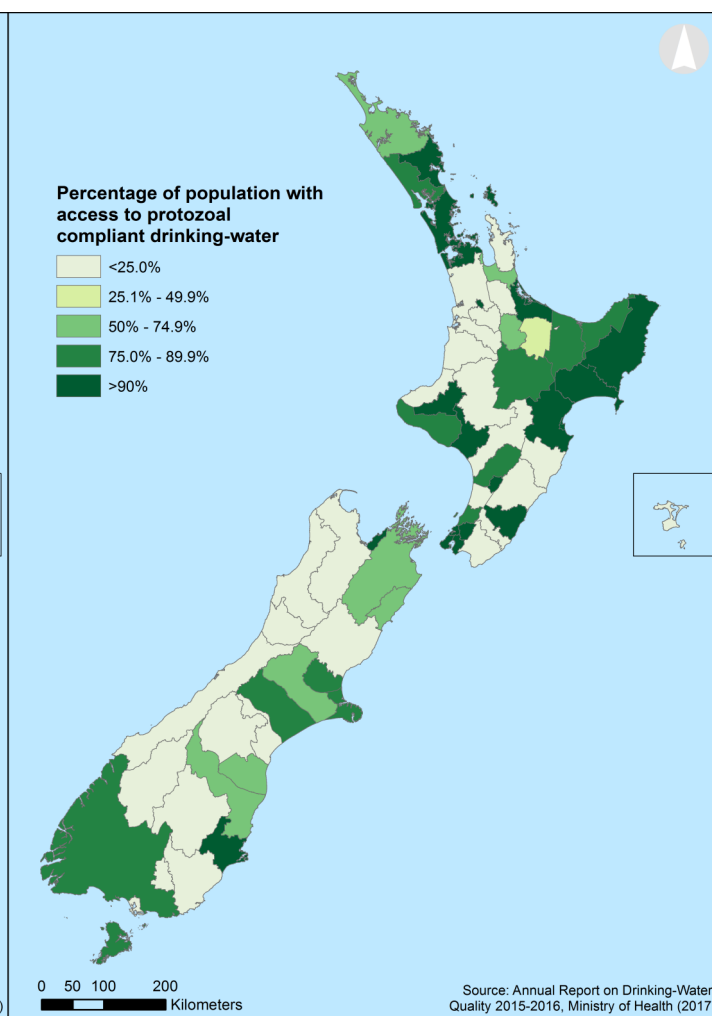 Percentage of population with
access to protozoal
compliant drinking-water
<25.0%
25.1% - 49.9%
50% - 74.9%
75.0% - 89.9%
>90%
0 50 100 200
Kilometers
Source: Annual Report on Drinking-Water
Quality 2015-2016, Ministry of Health (2017
)